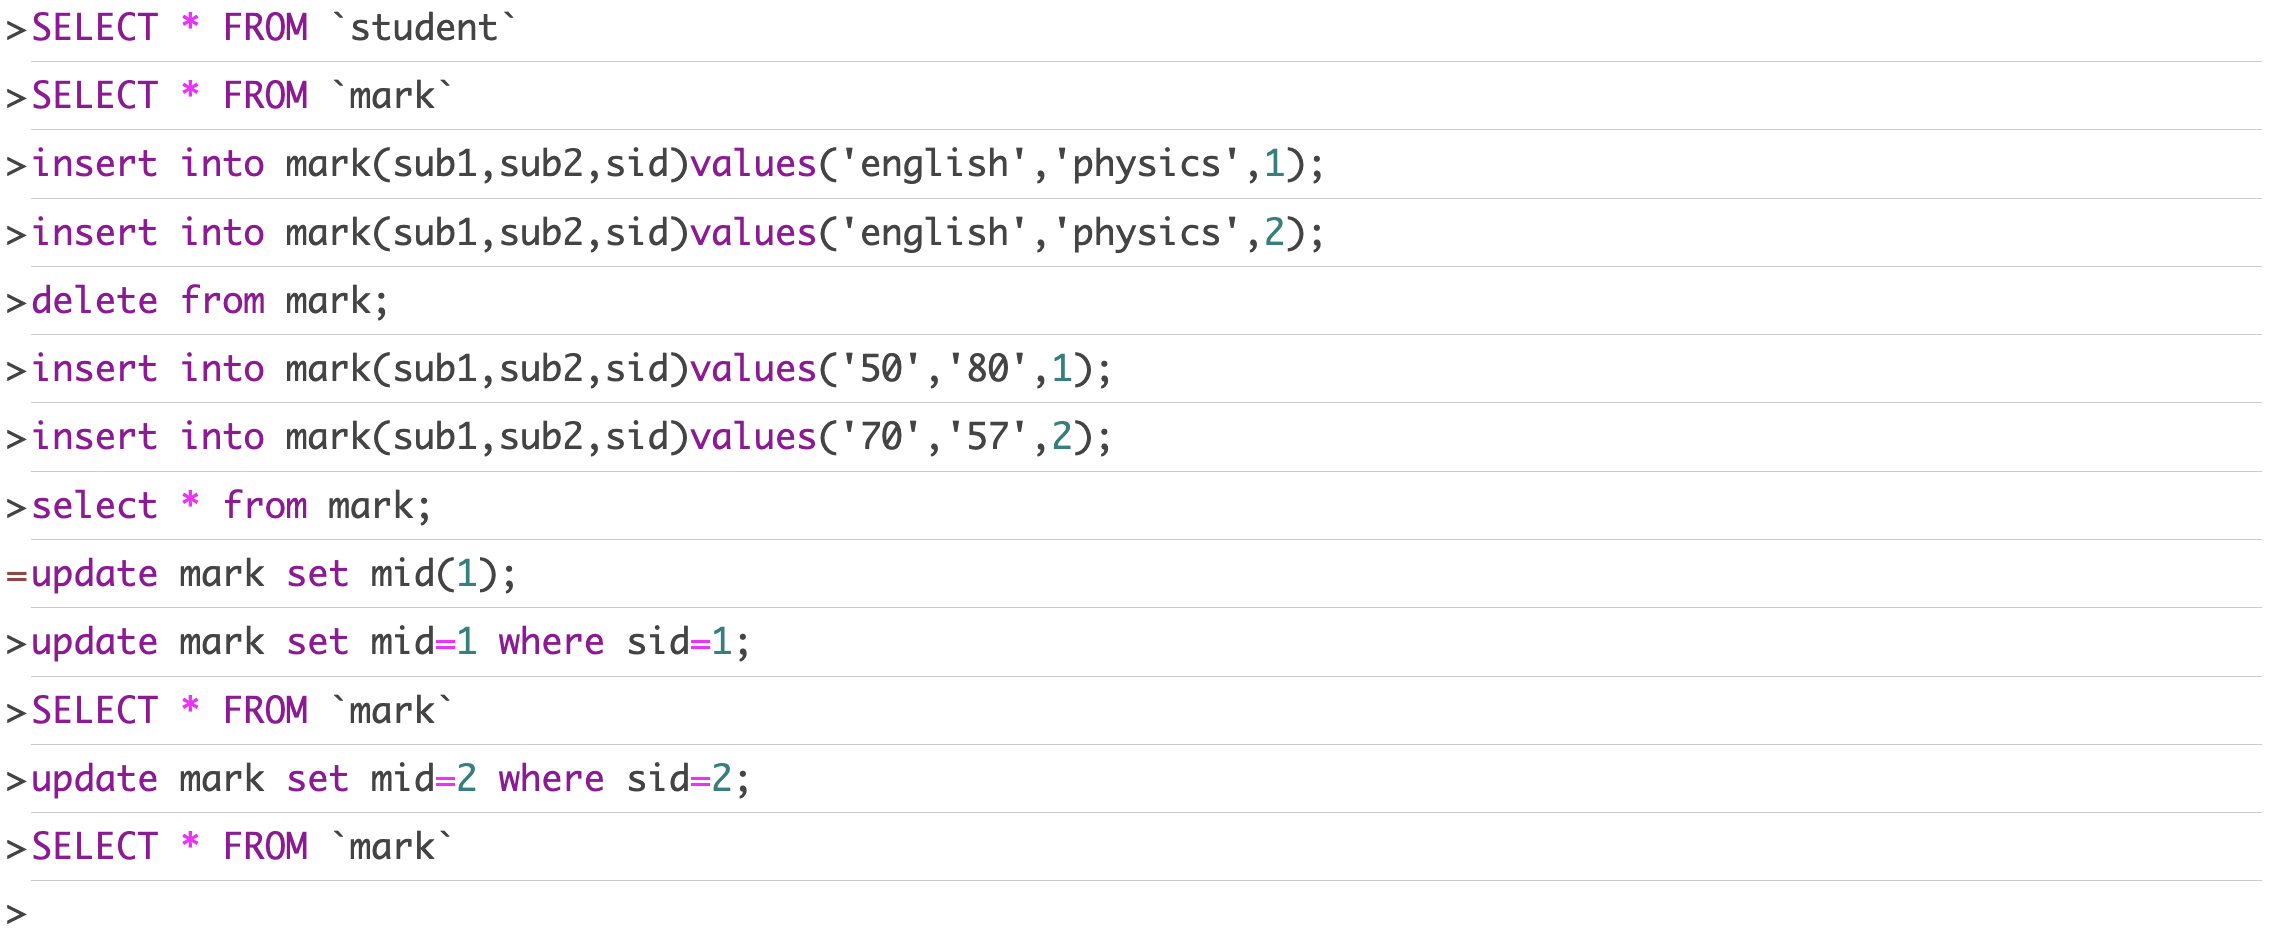 >SELECT * FROM `student`
>SELECT * FROM `mark`
>insert into mark(sub1,sub2,sid)values('english','physics',1);
>insert into mark(sub1,sub2,sid)values('english','physics',2);
>delete from mark;
>insert into mark(sub1,sub2,sid)values('50','80',1);
>insert into mark(sub1,sub2,sid)values('70','57',2);
>select * from mark;
=update mark set mid(1);
>update mark set mid=1 where sid=1;
>SELECT * FROM `mark`
>update mark set mid=2 where sid=2;
>SELECT * FROM `mark`
>